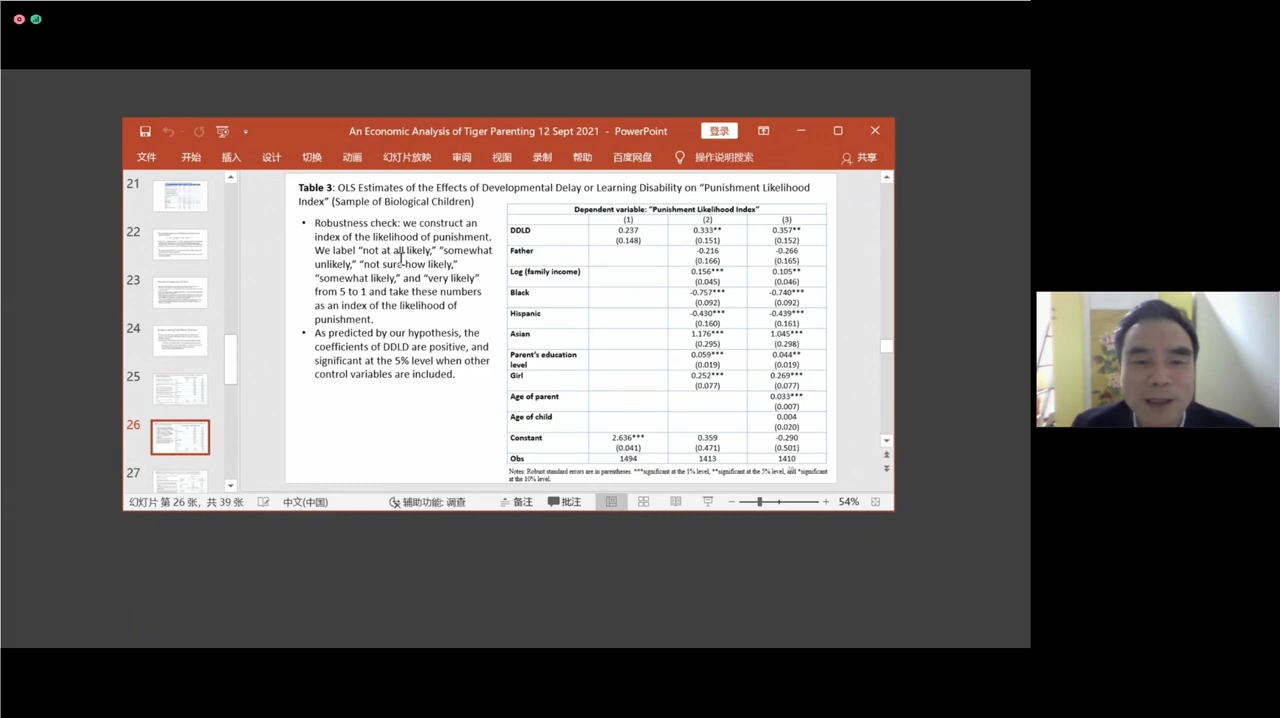 An Economic Analysis of Tiger Parenting 12 Sept 2021 - PowerPoint
登录
文件 开始 插入 设计 切换 动画 幻灯片放映 审阅 视图 录制 帮助 百度网盘 操作说明搜索 共享
21
22
23
24
25
26
27
Table 3: OLS Estimates of the Effects of Developmental Delay or Learning Disability on “Punishment Likelihood
Index” (Sample of Biological Children)
• Robustness check: we construct an
index of the likelihood of punishment.
We label “not at all likely,” “somewhat
unlikely,” “not sure how likely,”
“somewhat likely,” and “very likely”
from 5 to 1 and take these numbers
as an index of the likelihood of
punishment.
• As predicted by our hypothesis, the
coefficients of DDLD are positive, and
significant at the 5% level when other
control variables are included.
Dependent variable: “Punishment Likelihood Index”
(1) (2) (3)
DDLD 0.237 0.333** 0.357**
(0.148) (0.151) (0.152)
Father -0.216 -0.266
(0.166) (0.165)
Log (family income) 0.156*** 0.105**
(0.045) (0.046)
Black -0.757*** -0.740***
(0.092) (0.092)
Hispanic -0.430*** -0.439***
(0.160) (0.161)
Asian 1.176*** 1.045***
(0.295) (0.298)
Parent's education 0.059*** 0.044**
level (0.019) (0.019)
Girl 0.252*** 0.269***
(0.077) (0.077)
Age of parent 0.033***
(0.007)
Age of child 0.004
(0.020)
Constant 2.636*** 0.359 -0.290
(0.041) (0.471) (0.501)
Obs 1494 1413 1410
Notes: Robust standard errors are in parentheses. ***significant at the 1% level, **significant at the 5% level, and *significant
at the 10% level.
幻灯片 第 26 张，共 39 张 中文(中国) 辅助功能: 调查 备注 批注 54%